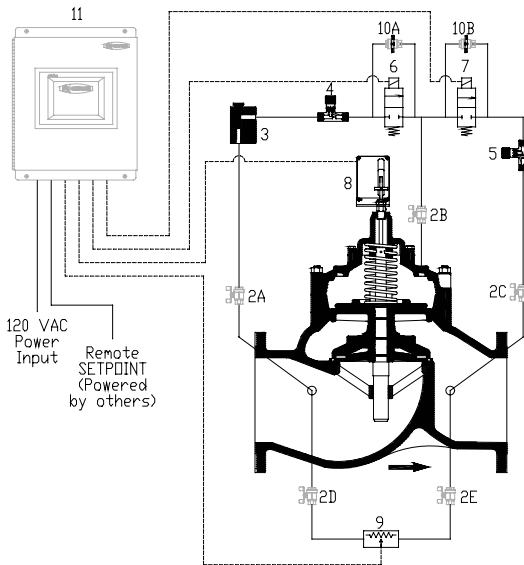 11
10A
10B
6
7
4
3
5
8
2B
2A
2C
120 VAC
Power
Input
Remote
SETPOINT
(Powered
by others)
2D
2E
9